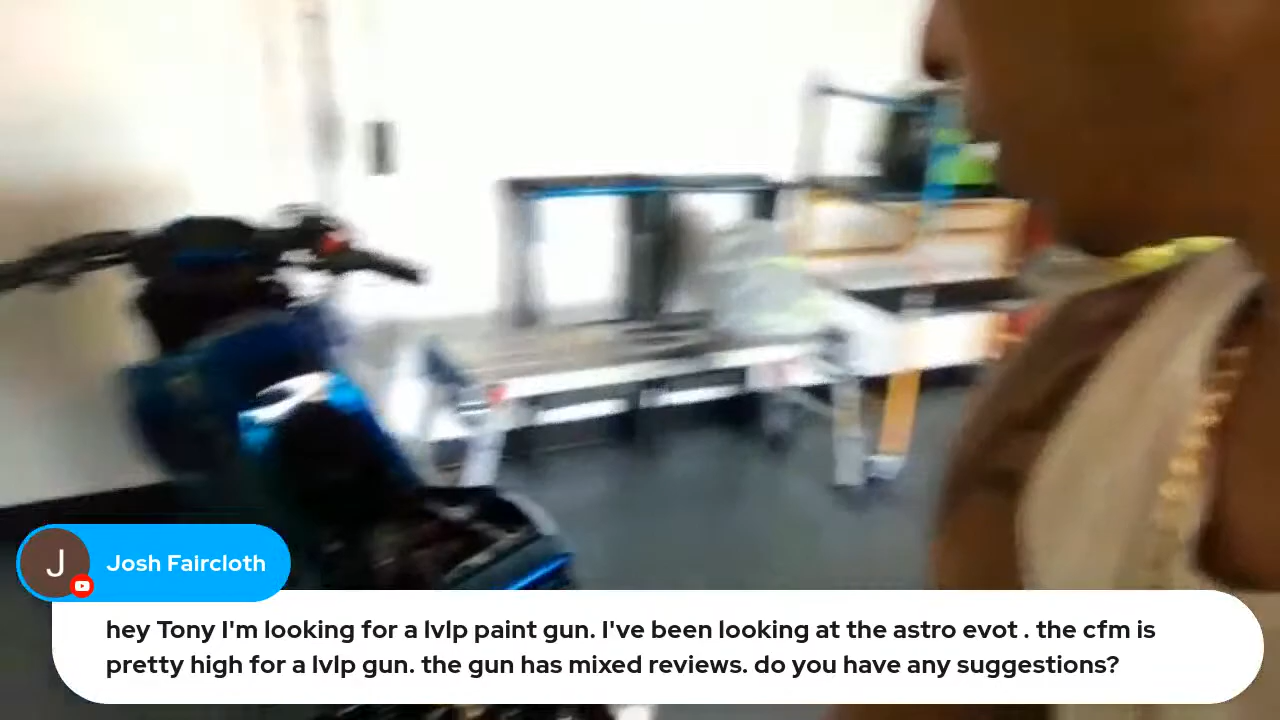 J
Josh Faircloth
hey Tony I'm looking for a lvlp paint gun. I've been looking at the astro evot . the cfm is
pretty high for a lvlp gun. the gun has mixed reviews. do you have any suggestions?